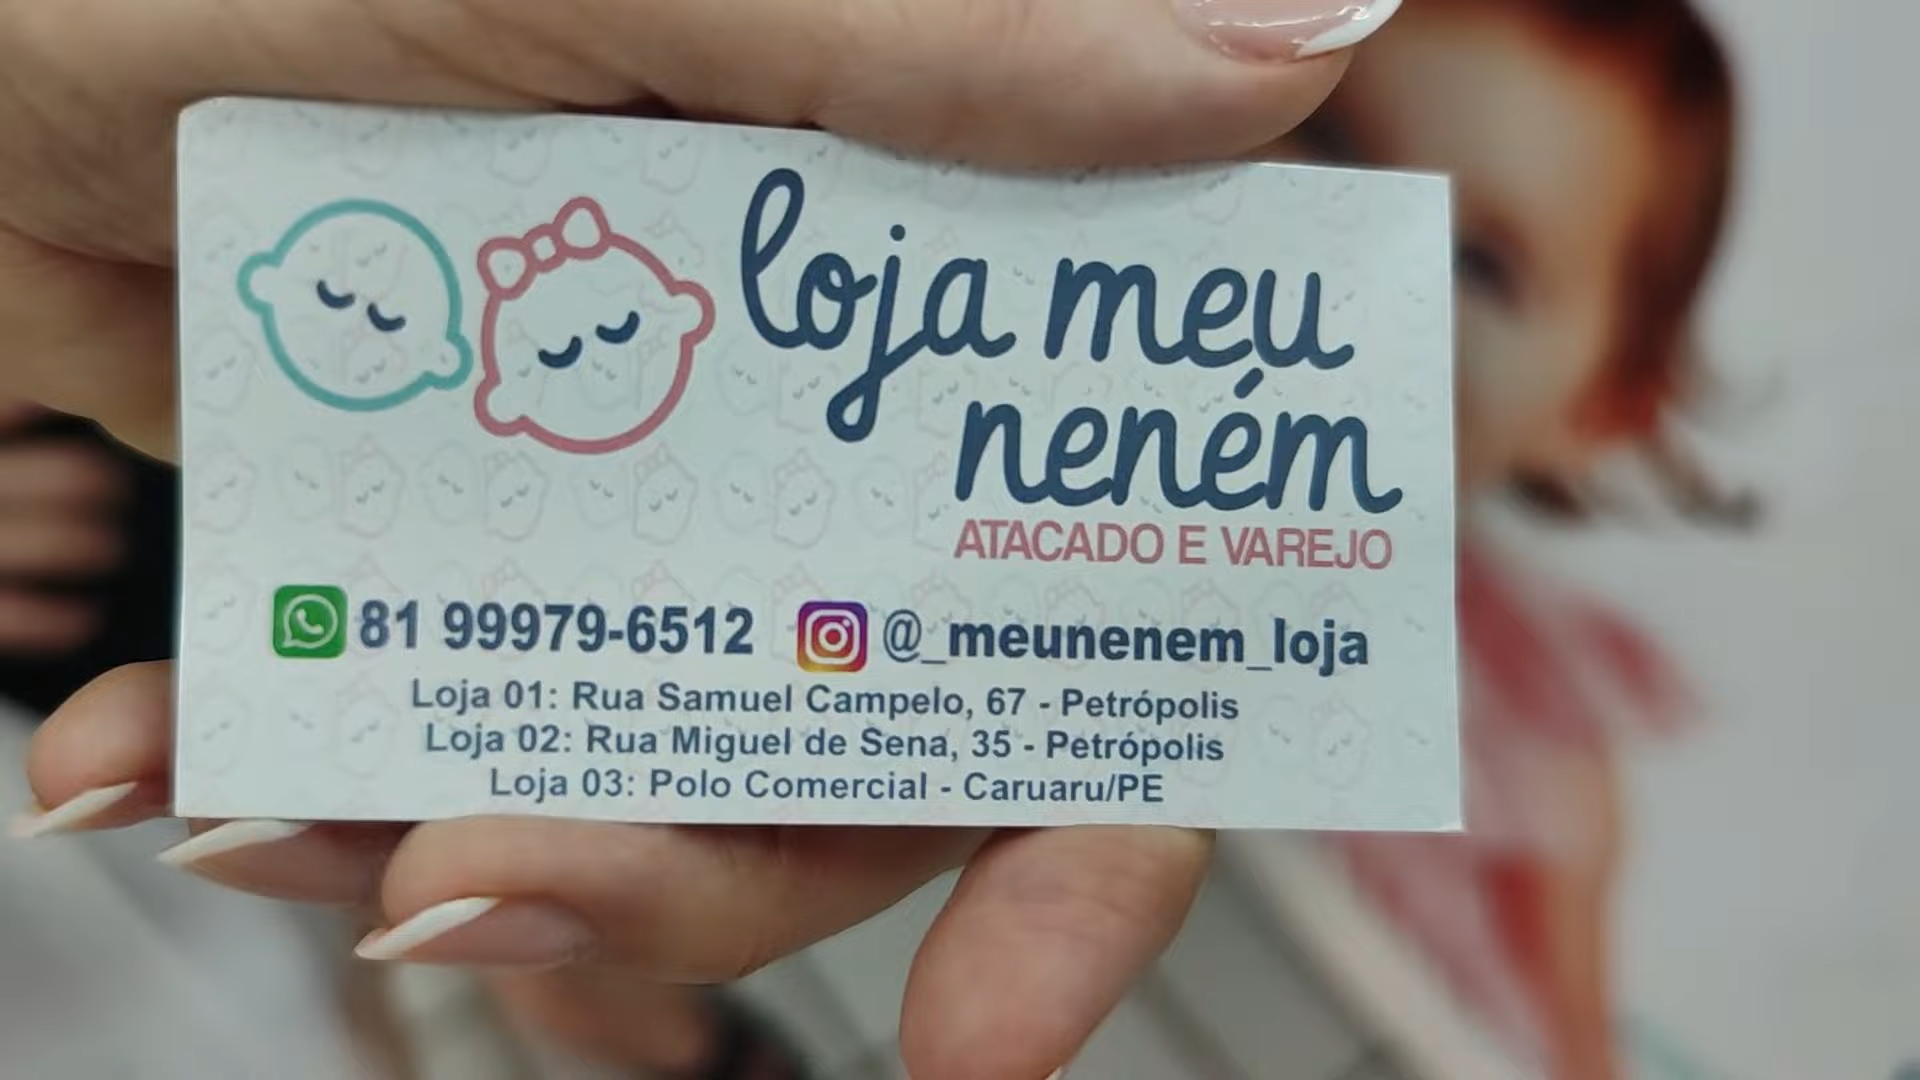 loja meu
neném
ATACADO E VAREJO
81 99979-6512 @_meunenem_loja
Loja 01: Rua Samuel Campelo, 67 - Petrópolis
Loja 02: Rua Miguel de Sena, 35 - Petrópolis
Loja 03: Polo Comercial - Caruaru/PE